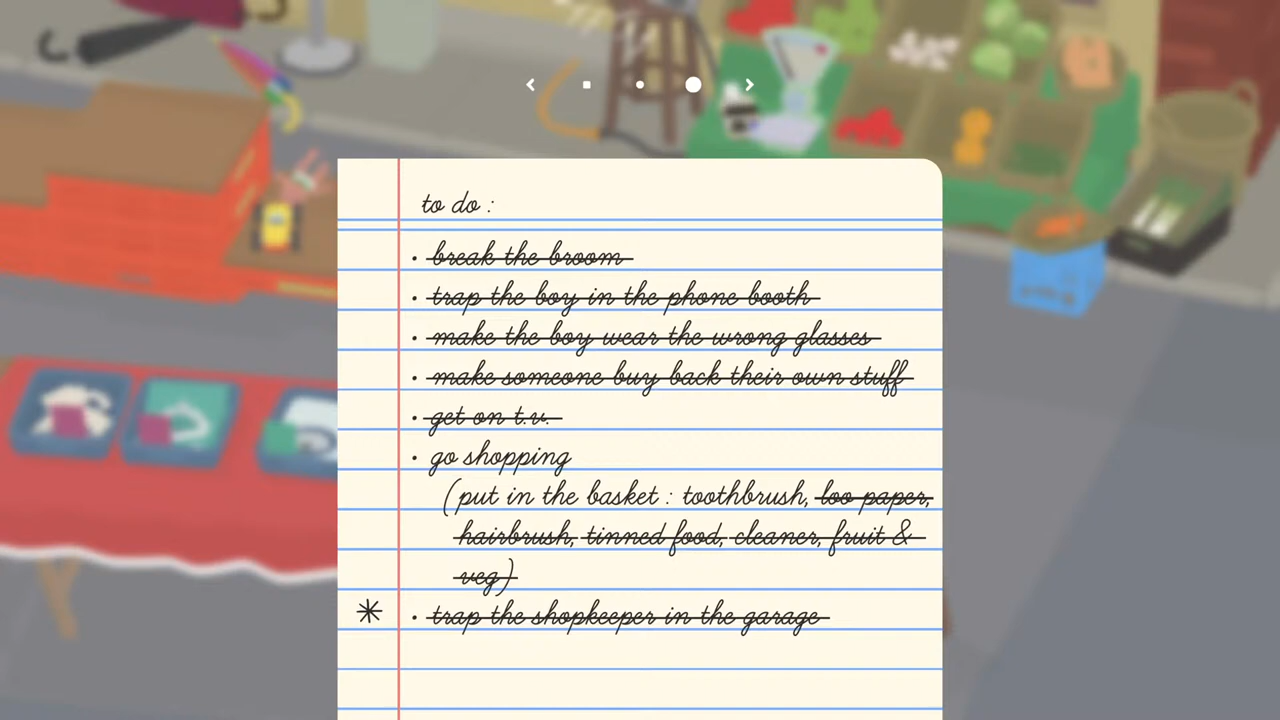 to do :
• break the broom
• trap the boy in the phone booth
• make the boy wear the wrong glasses
• make someone buy back their own stuff
• get on t.v.
• go shopping
(put in the basket : toothbrush, loo paper,
hairbrush, tinned food, cleaner, fruit &
veg)
• trap the shopkeeper in the garage